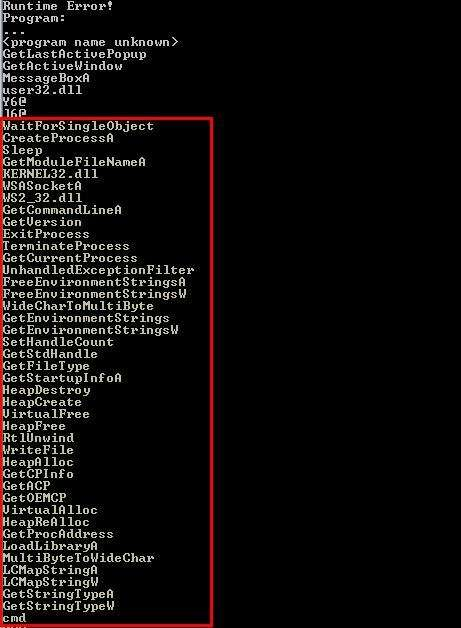 Runtime Error!
Program:
...
<program name unknown>
GetLastActivePopup
GetActiveWindow
MessageBoxA
user32.dll
Y6@
J6@
WaitForSingleObject
CreateProcessA
Sleep
GetModuleFileNameA
KERNEL32.dll
WSASocketA
WS2_32.dll
GetCommandLineA
GetVersion
ExitProcess
TerminateProcess
GetCurrentProcess
UnhandledExceptionFilter
FreeEnvironmentStringsA
FreeEnvironmentStringsW
WideCharToMultiByte
GetEnvironmentStrings
GetEnvironmentStringsW
SetHandleCount
GetStdHandle
GetFileType
GetStartupInfoA
HeapDestroy
HeapCreate
VirtualFree
HeapFree
RtlUnwind
WriteFile
HeapAlloc
GetCPInfo
GetACP
GetOEMCP
VirtualAlloc
HeapReAlloc
GetProcAddress
LoadLibraryA
MultiByteToWideChar
LCMapStringA
LCMapStringW
GetStringTypeA
GetStringTypeW
cmd